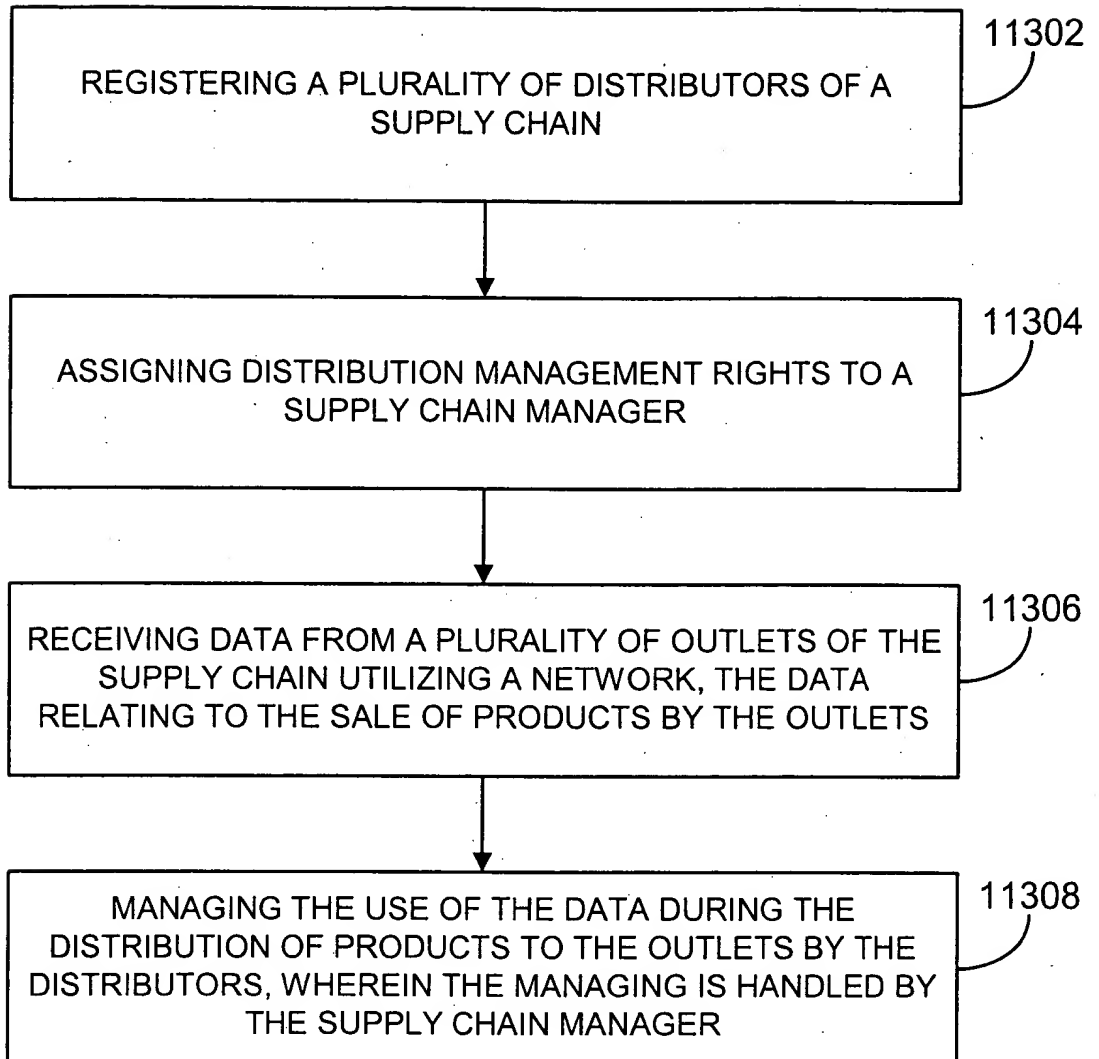 11302
REGISTERING A PLURALITY OF DISTRIBUTORS OF A
SUPPLY CHAIN
11304
ASSIGNING DISTRIBUTION MANAGEMENT RIGHTS TO A
SUPPLY CHAIN MANAGER
11306
RECEIVING DATA FROM A PLURALITY OF OUTLETS OF THE
SUPPLY CHAIN UTILIZING A NETWORK, THE DATA
RELATING TO THE SALE OF PRODUCTS BY THE OUTLETS
11308
MANAGING THE USE OF THE DATA DURING THE
DISTRIBUTION OF PRODUCTS TO THE OUTLETS BY THE
DISTRIBUTORS, WHEREIN THE MANAGING IS HANDLED BY
THE SUPPLY CHAIN MANAGER